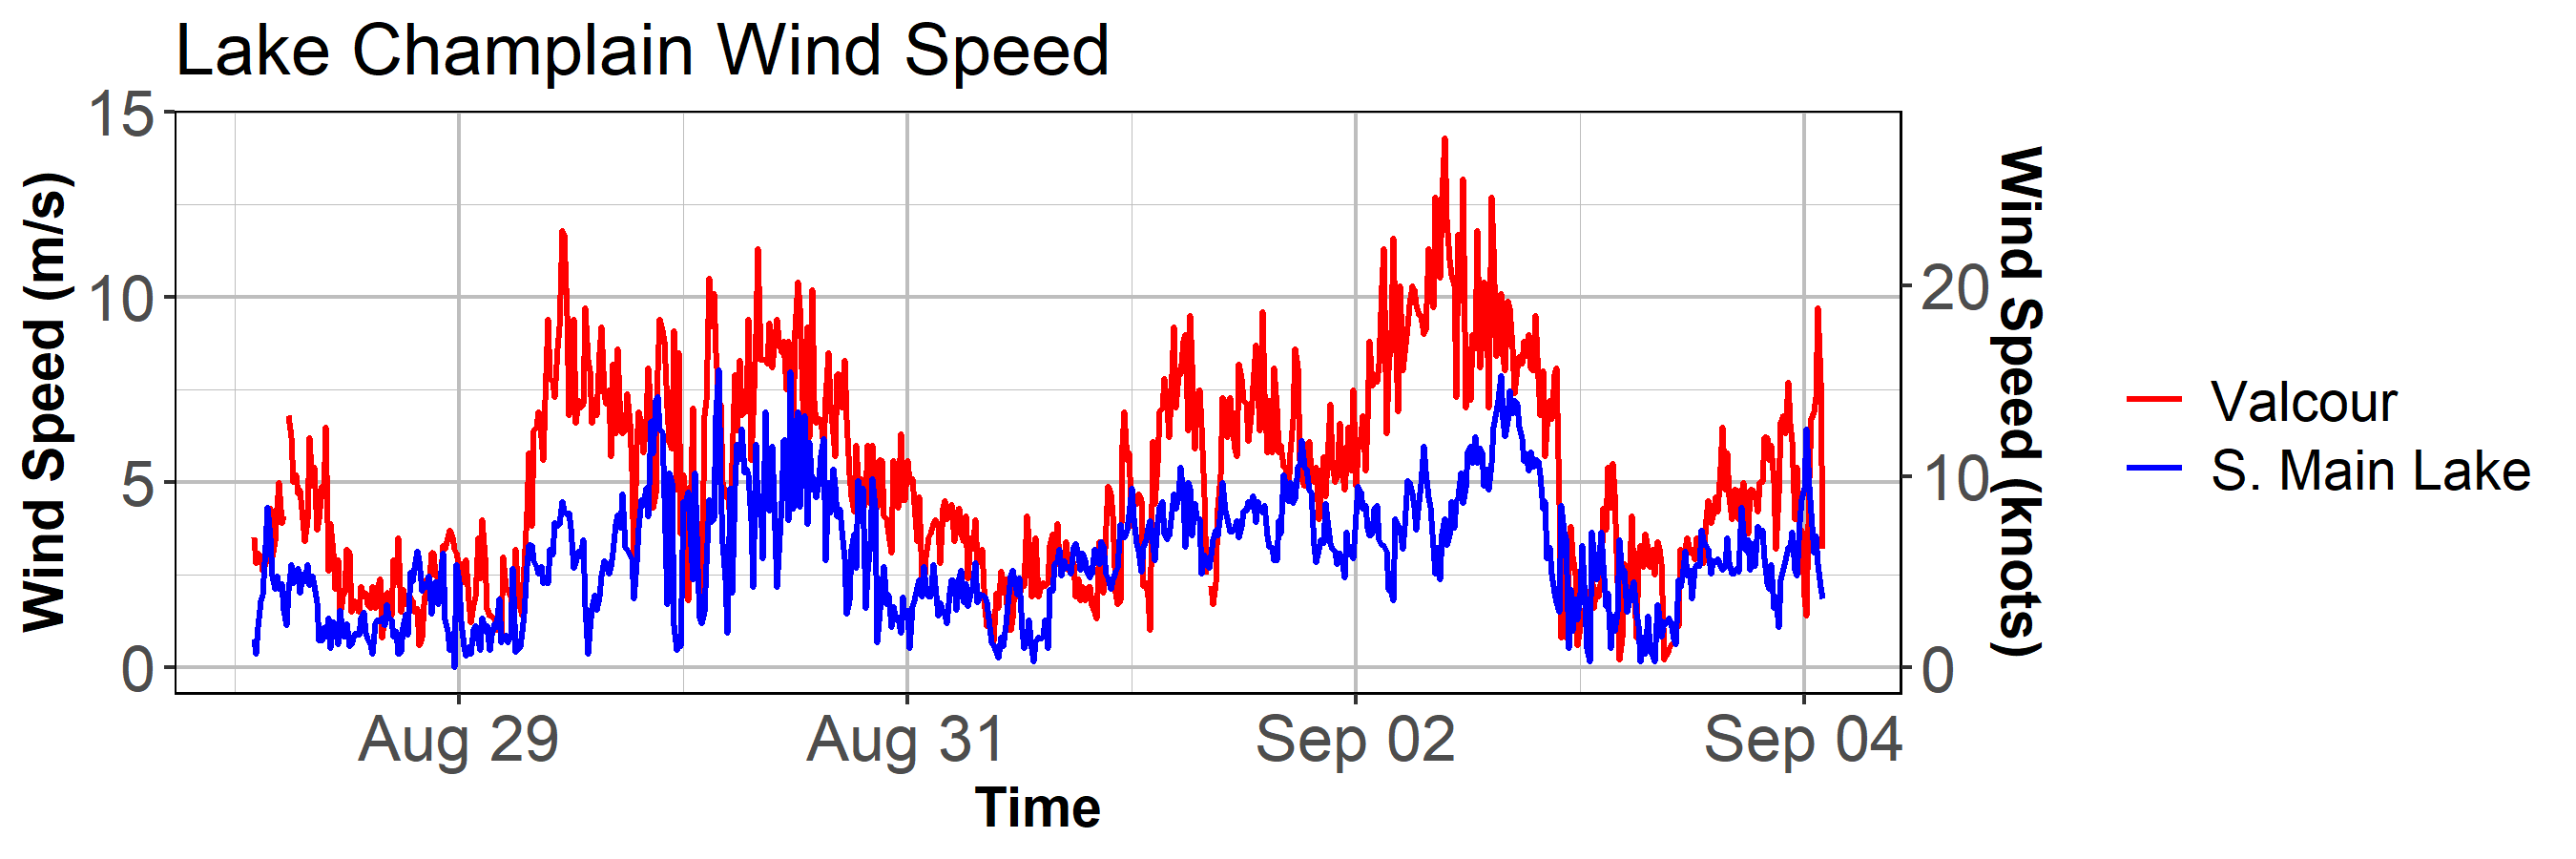 Lake Champlain Wind Speed
15
10
5
0
Wind Speed (m/s)
20
10
0
Wind Speed (knots)
Aug 29
Aug 31
Sep 02
Sep 04
Time
Valcour
S. Main Lake